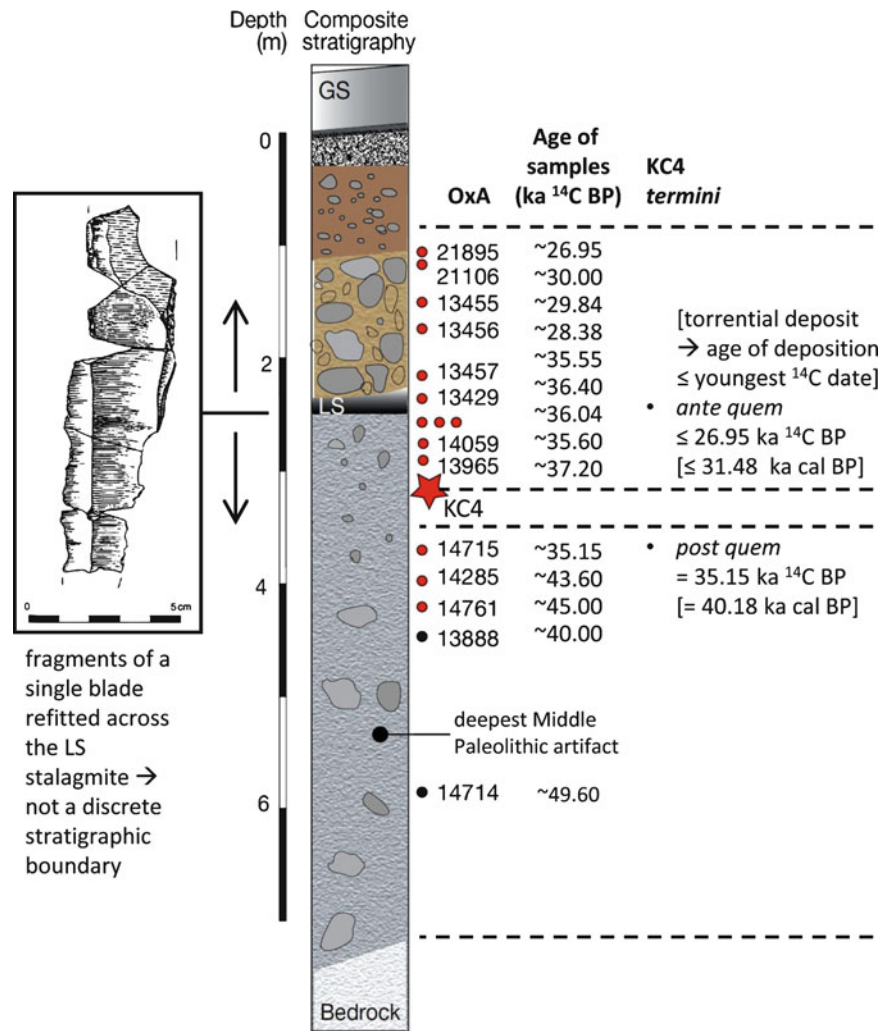 Depth
(m)
Composite
stratigraphy
GS
0
2
LS
4
6
Bedrock
OxA
Age of
samples
(ka ¹⁴C BP)
KC4
termini
21895 ~26.95
21106 ~30.00
13455 ~29.84
13456 ~28.38
13457 ~35.55
13429 ~36.40
~36.04
14059 ~35.60
13965 ~37.20
[torrential deposit
→ age of deposition
≤ youngest ¹⁴C date]
• ante quem
≤ 26.95 ka ¹⁴C BP
[≤ 31.48 ka cal BP]
KC4
14715 ~35.15
14285 ~43.60
14761 ~45.00
13888 ~40.00
• post quem
= 35.15 ka ¹⁴C BP
[= 40.18 ka cal BP]
deepest Middle
Paleolithic artifact
14714 ~49.60
0 5 cm
fragments of a
single blade
refitted across
the LS
stalagmite →
not a discrete
stratigraphic
boundary